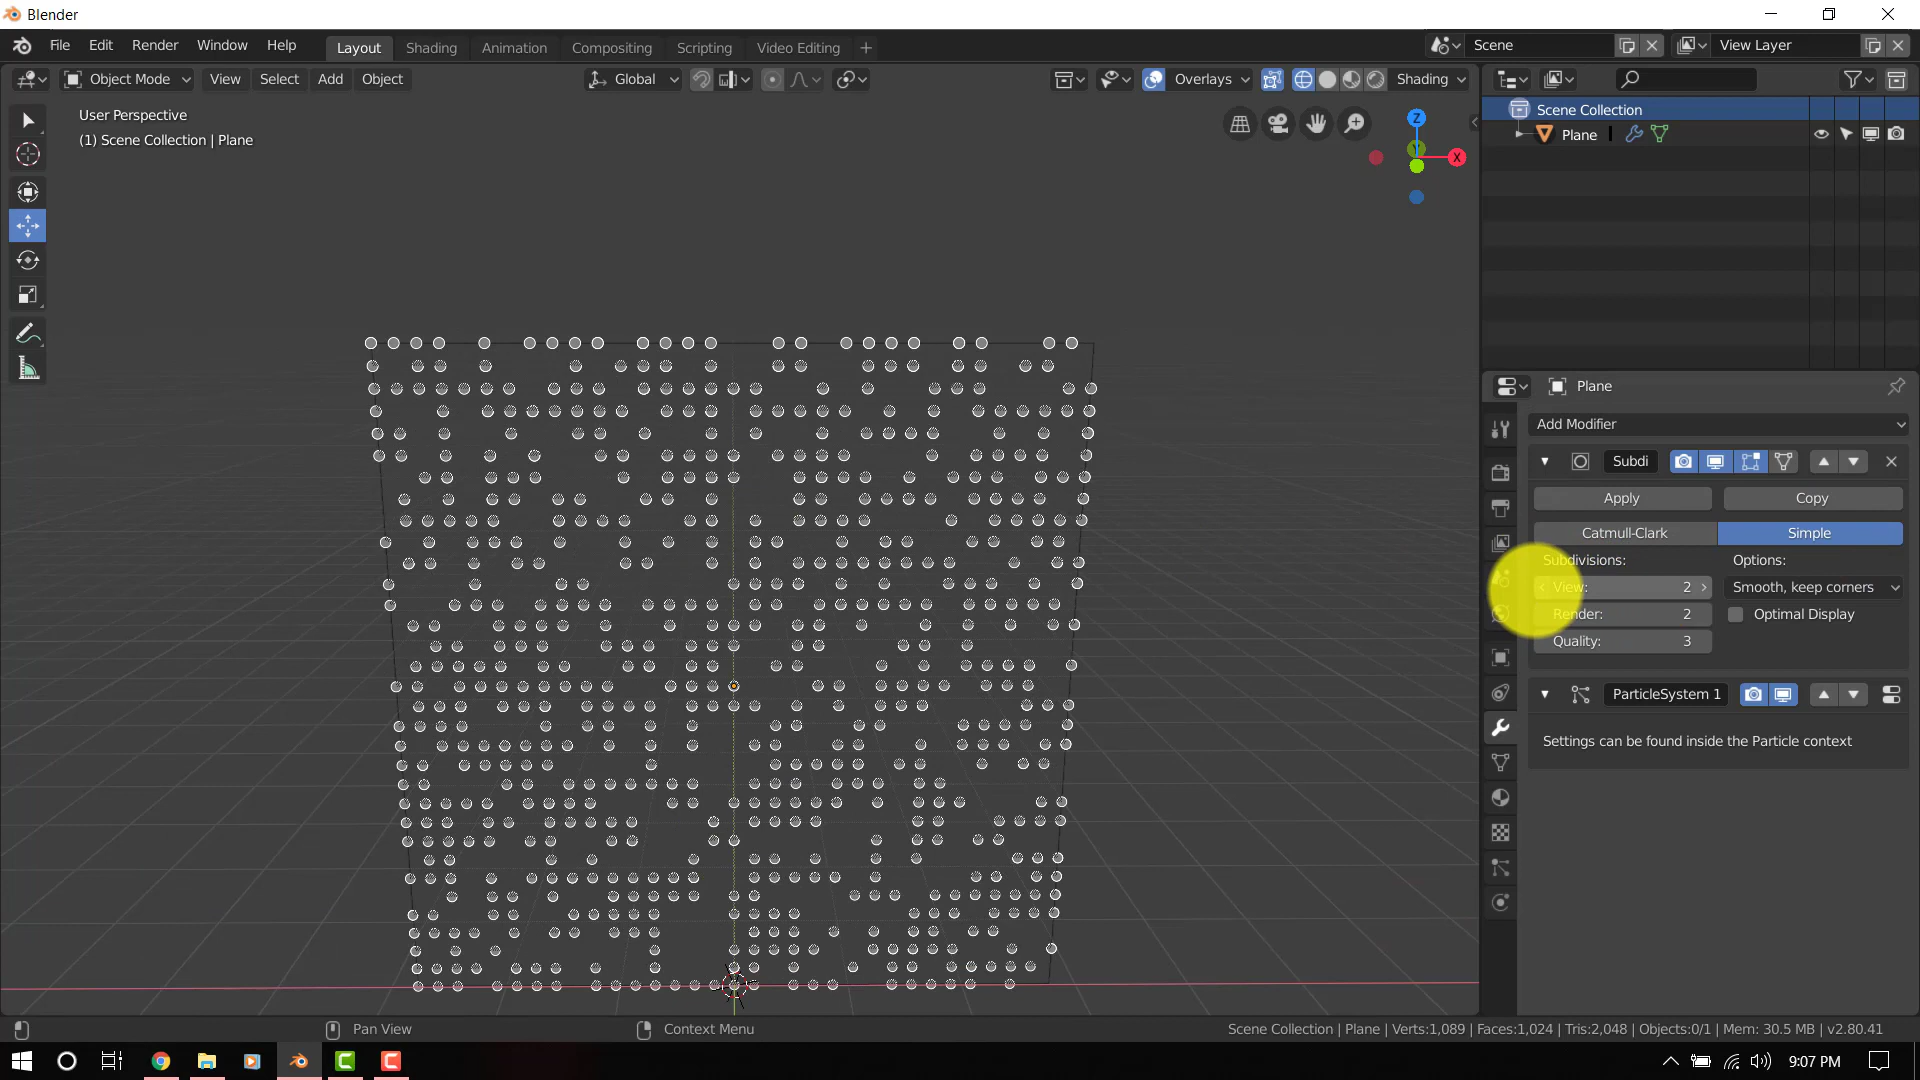 Blender
File Edit Render Window Help Layout Shading Animation Compositing Scripting Video Editing + Scene View Layer
Object Mode View Select Add Object Global Overlays Shading
User Perspective
(1) Scene Collection | Plane
Z
Y
X
Scene Collection
Plane
Plane
Add Modifier
Subdi
Apply Copy
Catmull-Clark Simple
Subdivisions: Options:
View: 2 Smooth, keep corners
Render: 2 Optimal Display
Quality: 3
ParticleSystem 1
Settings can be found inside the Particle context
Pan View Context Menu Scene Collection | Plane | Verts:1,089 | Faces:1,024 | Tris:2,048 | Objects:0/1 | Mem: 30.5 MB | v2.80.41
9:07 PM